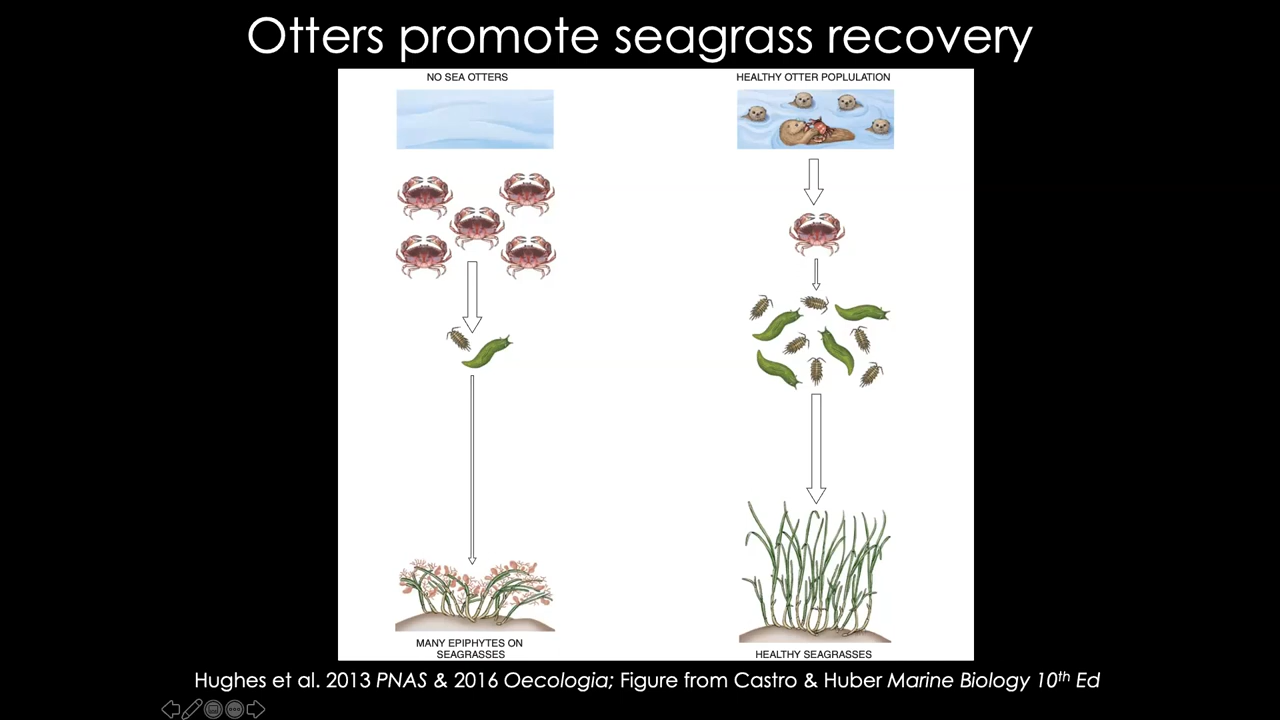 Otters promote seagrass recovery
NO SEA OTTERS
HEALTHY OTTER POPLULATION
MANY EPIPHYTES ON
SEAGRASSES
HEALTHY SEAGRASSES
Hughes et al. 2013 PNAS & 2016 Oecologia; Figure from Castro & Huber Marine Biology 10th Ed